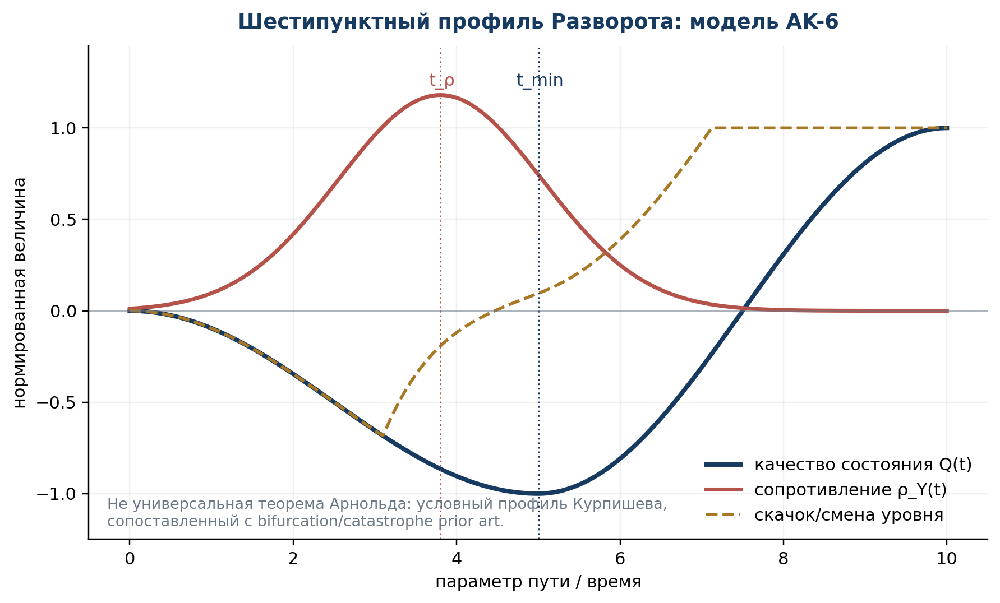 Шестипунктный профиль Разворота: модель АК-6
t_ρ
t_min
нормированная величина
1.0
0.5
0.0
−0.5
−1.0
качество состояния Q(t)
сопротивление ρ_Y(t)
скачок/смена уровня
Не универсальная теорема Арнольда: условный профиль Курпишева,
сопоставленный с bifurcation/catastrophe prior art.
0
2
4
6
8
10
параметр пути / время